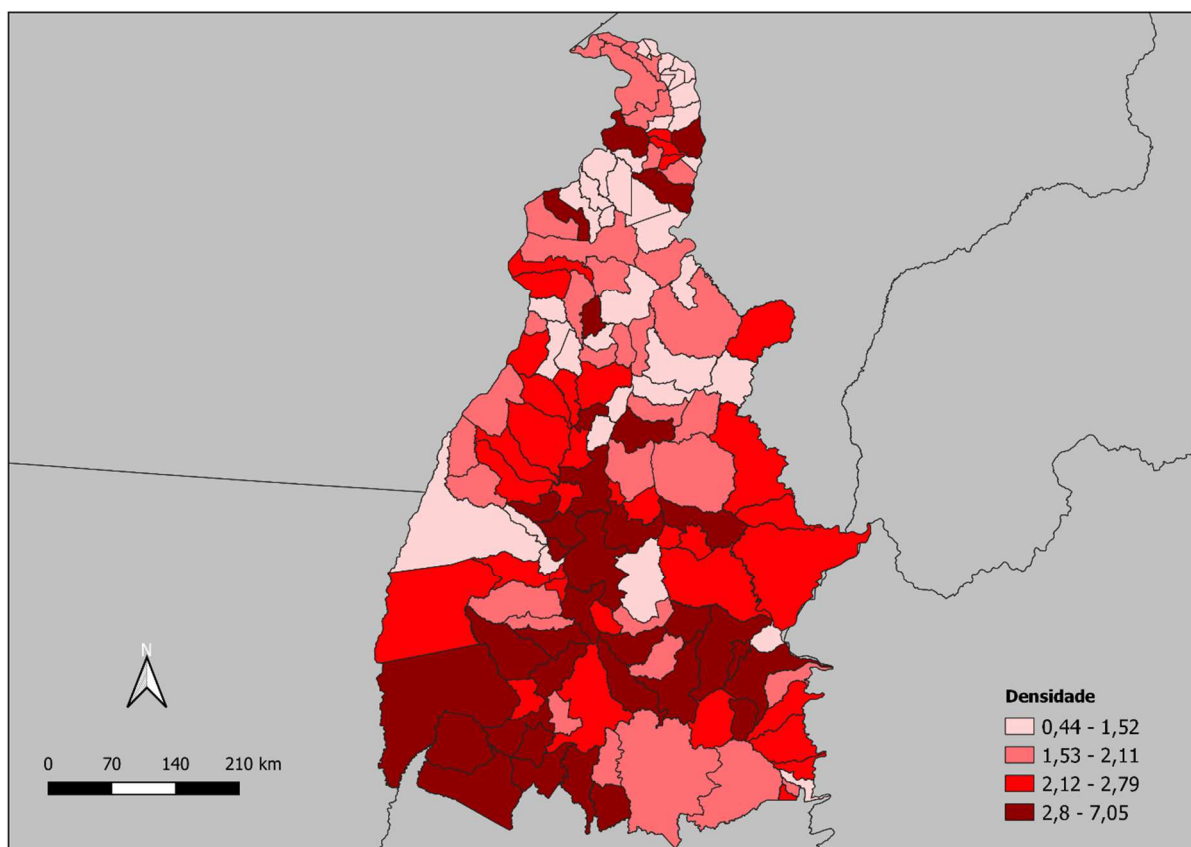 N
0 70 140 210 km
Densidade
0,44 - 1,52
1,53 - 2,11
2,12 - 2,79
2,8 - 7,05